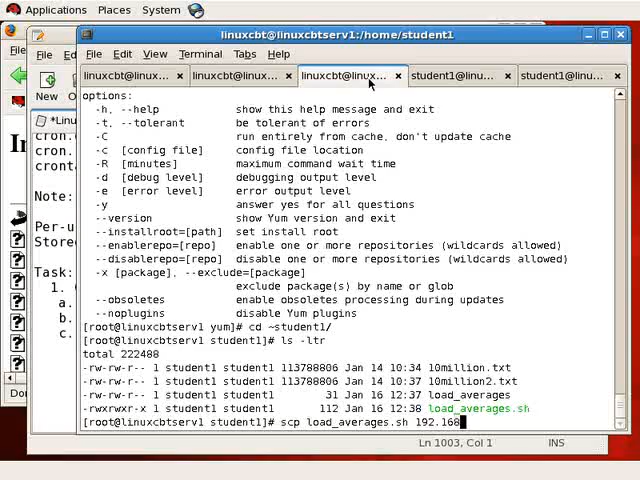 Applications Places System
linuxcbt@linuxcbtserv1:/home/student1
File Edit View Terminal Tabs Help
linuxcbt@linux... linuxcbt@linux... linuxcbt@linux... student1@linu... student1@linu...
options:
-h, --help show this help message and exit
-t, --tolerant be tolerant of errors
-C run entirely from cache, don't update cache
-c [config file] config file location
-R [minutes] maximum command wait time
-d [debug level] debugging output level
-e [error level] error output level
-y answer yes for all questions
--version show Yum version and exit
--installroot=[path] set install root
--enablerepo=[repo] enable one or more repositories (wildcards allowed)
--disablerepo=[repo] disable one or more repositories (wildcards allowed)
-x [package], --exclude=[package]
exclude package(s) by name or glob
--obsoletes enable obsoletes processing during updates
--noplugins disable Yum plugins
[root@linuxcbtserv1 yum]# cd ~student1/
[root@linuxcbtserv1 student1]# ls -ltr
total 222488
-rw-rw-r-- 1 student1 student1 113788806 Jan 14 10:34 10million.txt
-rw-rw-r-- 1 student1 student1 113788806 Jan 14 10:37 10million2.txt
-rw-rw-r-- 1 student1 student1 31 Jan 16 12:37 load_averages
-rwxrwxr-x 1 student1 student1 112 Jan 16 12:38 load_averages.sh
[root@linuxcbtserv1 student1]# scp load_averages.sh 192.168
File
New
*Linu
cron.
cron.
cronta
Note:
Per-u
Store
Task:
1.
a.
b.
c.
Ln 1003, Col 1 INS